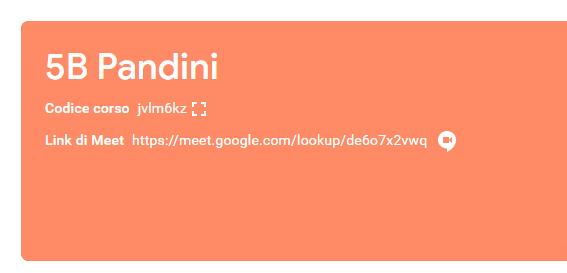 5B Pandini
Codice corso jvlm6kz
Link di Meet https://meet.google.com/lookup/de6o7x2vwq